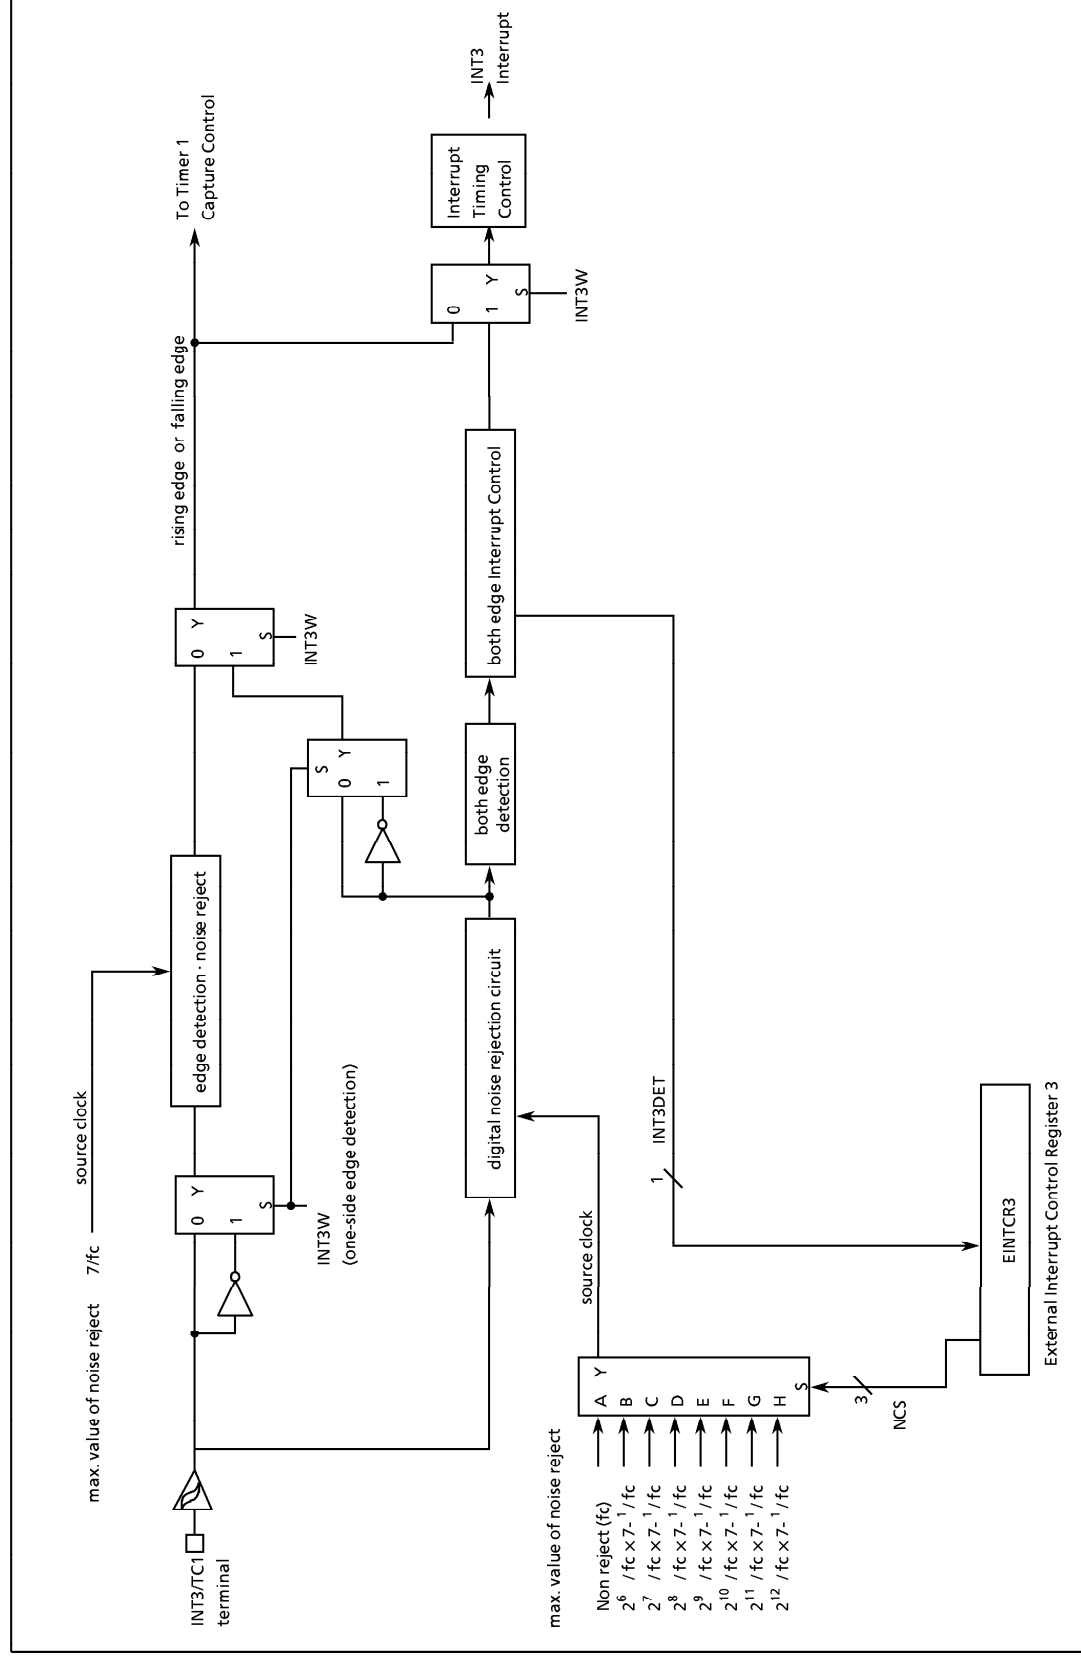 max. value of noise reject 7/fc
source clock
INT3/TC1
terminal
0 Y
1
S
INT3W
(one-side edge detection)
edge detection · noise reject
S
0 Y
1
0 Y
1
S
INT3W
rising edge or falling edge
To Timer 1
Capture Control
digital noise rejection circuit
both edge
detection
both edge Interrupt Control
0
1 Y
S
INT3W
Interrupt
Timing
Control
INT3
Interrupt
max. value of noise reject
Non reject (fc)
2^6 / fc × 7- 1/ fc
2^7 / fc × 7- 1/ fc
2^8 / fc × 7- 1/ fc
2^9 / fc × 7- 1/ fc
2^10 / fc × 7- 1/ fc
2^11 / fc × 7- 1/ fc
2^12 / fc × 7- 1/ fc
A Y
B
C
D
E
F
G
H
S
source clock
3
NCS
1
INT3DET
EINTCR3
External Interrupt Control Register 3